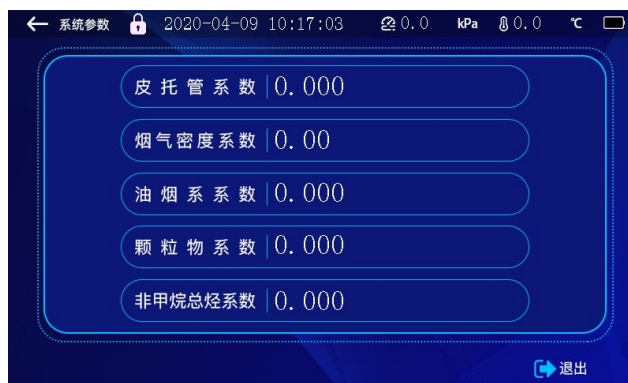 系统参数 2020-04-09 10:17:03 0.0 kPa 0.0 ℃
皮托管系数 0.000
烟气密度系数 0.00
油烟系系数 0.000
颗粒物系数 0.000
非甲烷总烃系数 0.000
退出